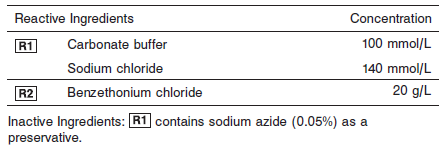 Reactive Ingredients Concentration
R1 Carbonate buffer 100 mmol/L
Sodium chloride 140 mmol/L
R2 Benzethonium chloride 20 g/L
Inactive Ingredients: R1 contains sodium azide (0.05%) as a
preservative.